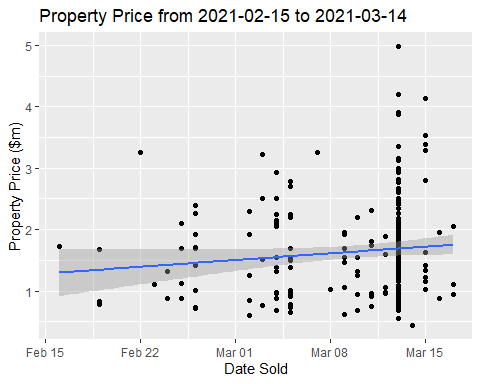 Property Price from 2021-02-15 to 2021-03-14
Property Price ($m)
5
4
3
2
1
Feb 15 Feb 22 Mar 01 Mar 08 Mar 15
Date Sold